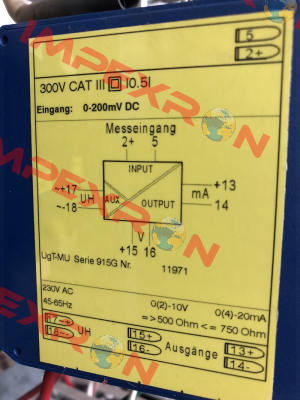 5
2+
300V CAT III I0.5I
Eingang: 0-200mV DC
Messeingang
2+ 5
INPUT
~+17 UH AUX OUTPUT mA +13
~-18 14
V
+15 16
UgT-MU Serie 915G Nr. 11971
230V AC 0(2)-10V 0(4)-20mA
45-65Hz =>500 Ohm <= 750 Ohm
17~+ UH 15+ Ausgänge 13+
18~- 16- 14-
IMPEXRON